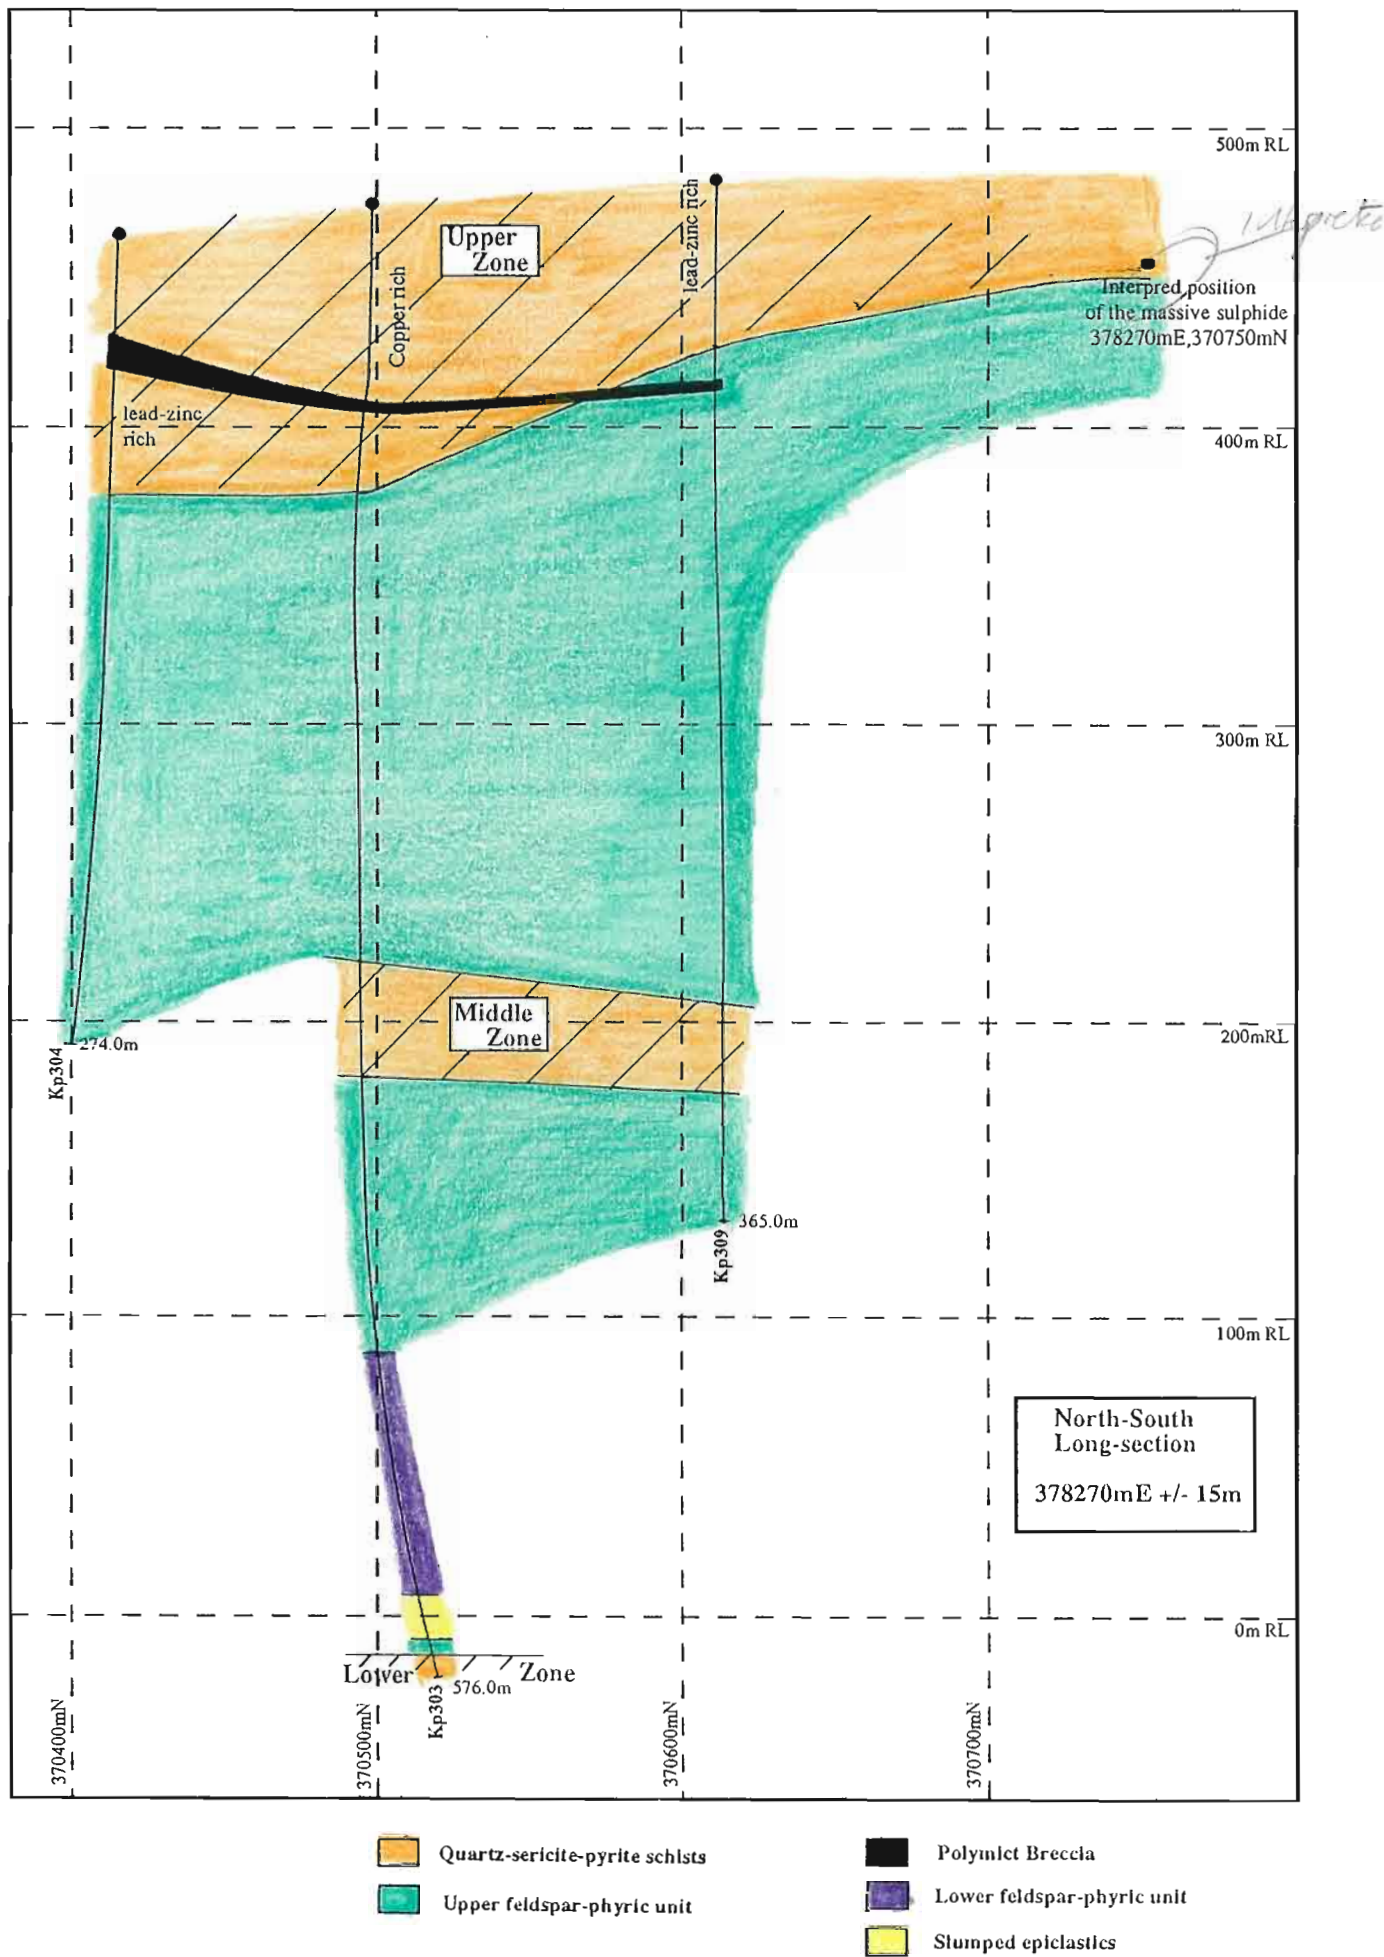 500m RL
Upper
Zone
lead-zinc rich
Copper rich
Interpred position
of the massive sulphide
378270mE,370750mN
lead-zinc
rich
400m RL
300m RL
Middle
Zone
200mRL
274.0m
Kp304
365.0m
Kp309
100m RL
North-South
Long-section
378270mE +/- 15m
0m RL
Lower Zone
576.0m
Kp303
370400mN
370500mN
370600mN
370700mN
Quartz-sericite-pyrite schists
Polymict Breccia
Upper feldspar-phyric unit
Lower feldspar-phyric unit
Slumped epiclastics